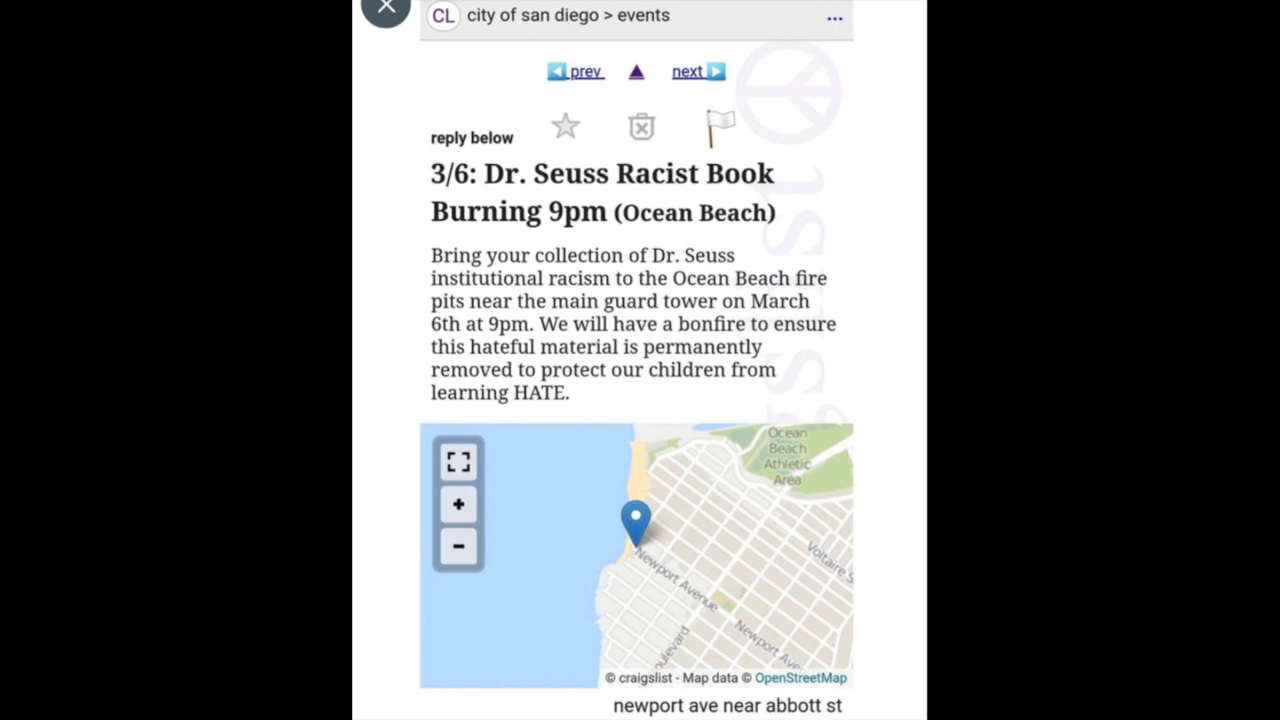 CL city of san diego > events
prev next
reply below
3/6: Dr. Seuss Racist Book
Burning 9pm (Ocean Beach)
Bring your collection of Dr. Seuss
institutional racism to the Ocean Beach fire
pits near the main guard tower on March
6th at 9pm. We will have a bonfire to ensure
this hateful material is permanently
removed to protect our children from
learning HATE.
Ocean
Beach
Athletic
Area
Voltaire S
Newport Avenue
Newport Ave
oulevard
© craigslist - Map data © OpenStreetMap
newport ave near abbott st